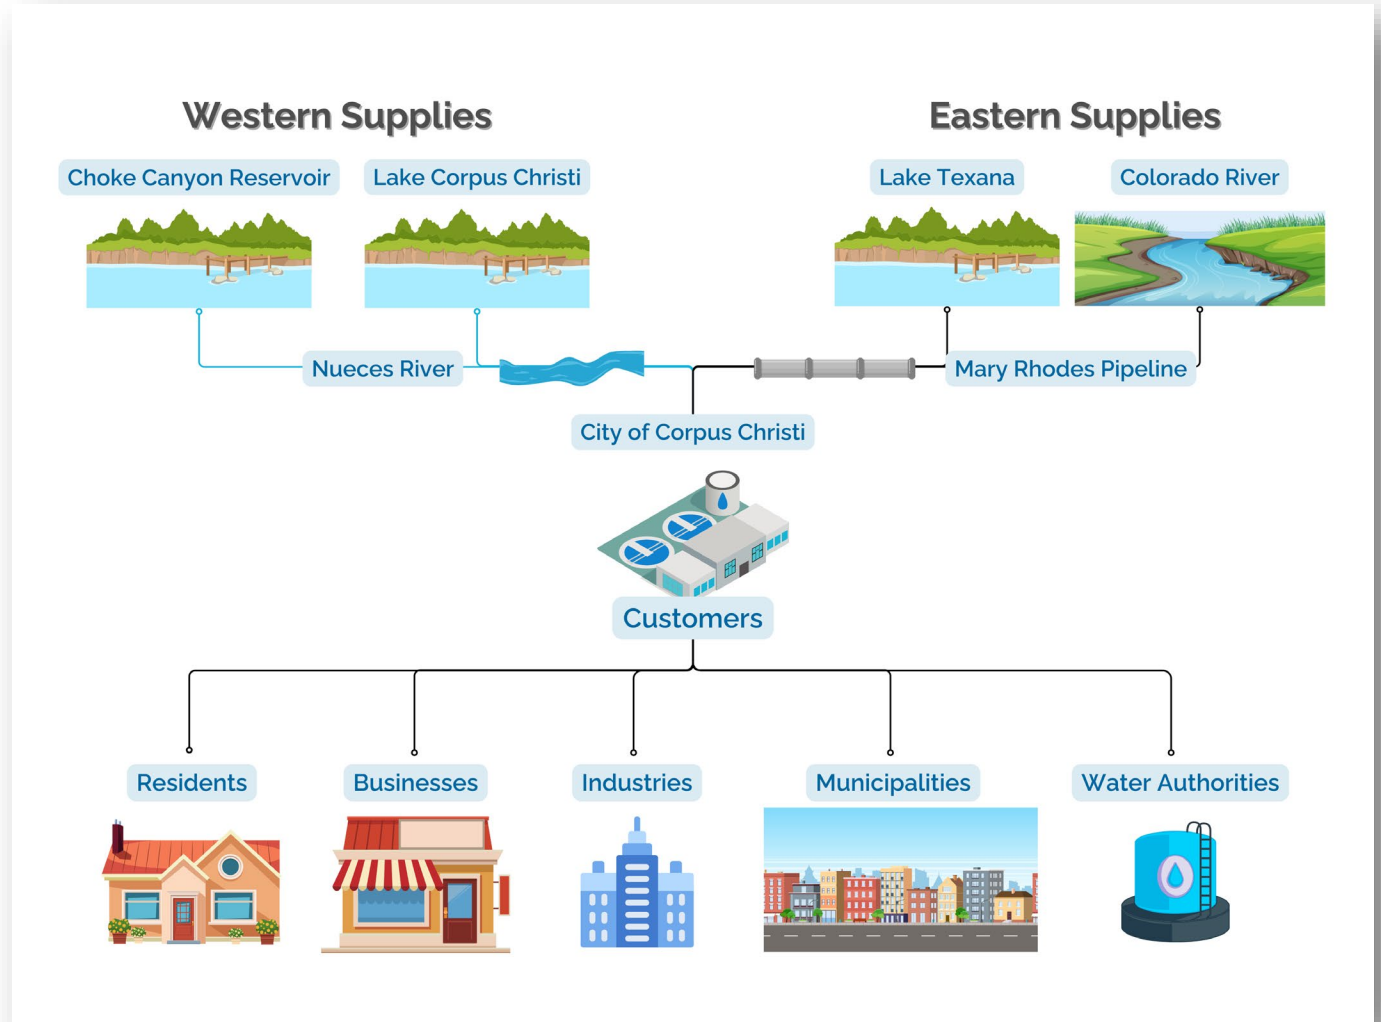 Western Supplies
Eastern Supplies
Choke Canyon Reservoir
Lake Corpus Christi
Lake Texana
Colorado River
Nueces River
Mary Rhodes Pipeline
City of Corpus Christi
Customers
Residents
Businesses
Industries
Municipalities
Water Authorities